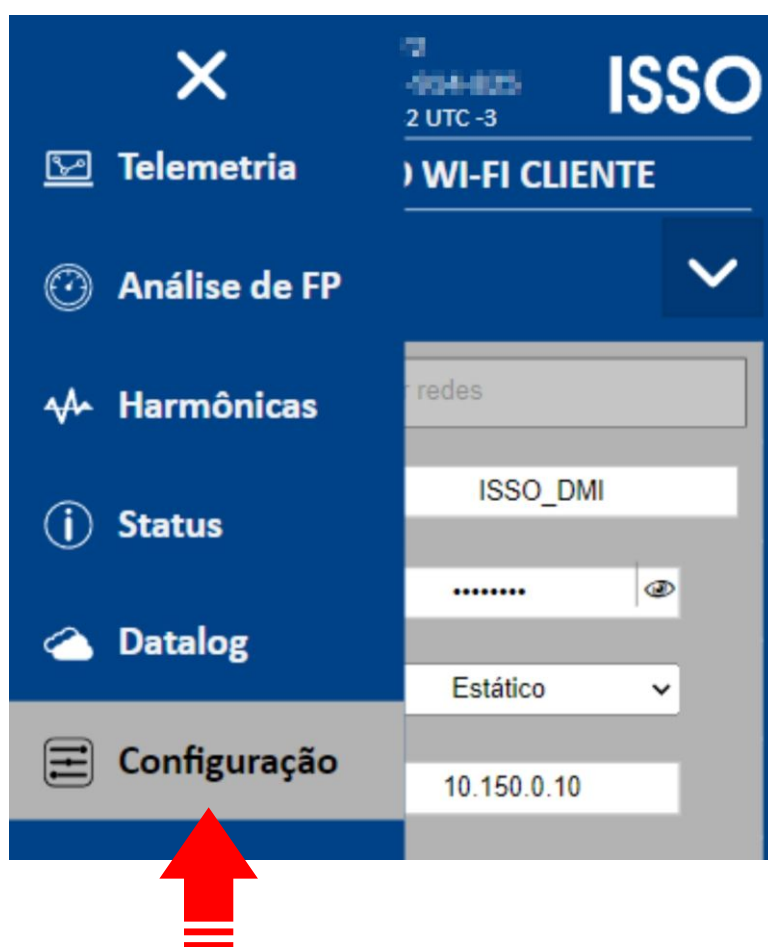 ISSO
2 UTC -3
WI-FI CLIENTE
Telemetria
Análise de FP
Harmônicas
Status
Datalog
Configuração
redes
ISSO_DMI
••••••••
Estático
10.150.0.10